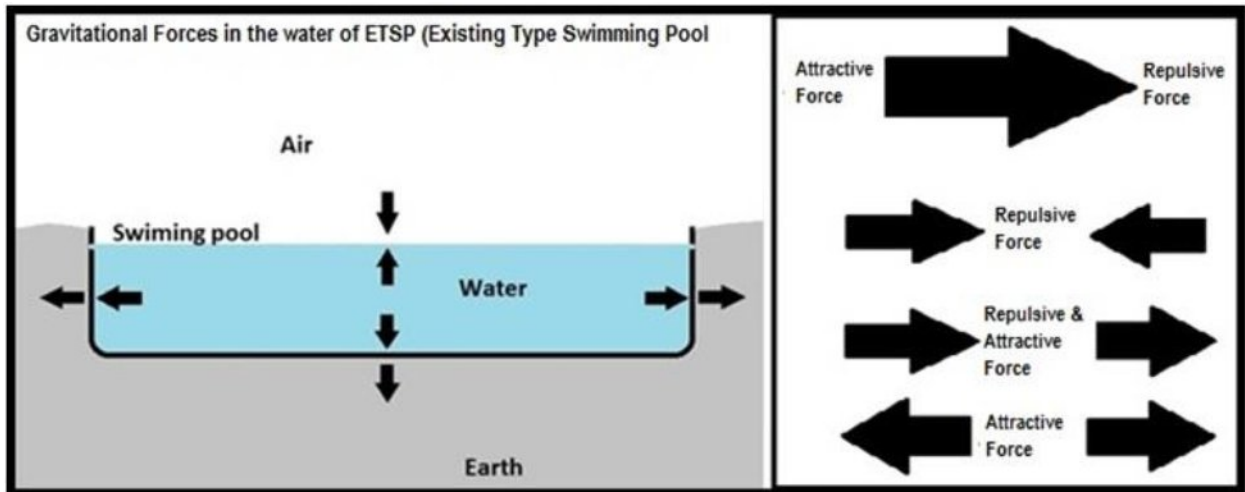 Gravitational Forces in the water of ETSP (Existing Type Swimming Pool
Air
Swiming pool
Water
Earth
Attractive
Force
Repulsive
Force
Repulsive
Force
Repulsive &
Attractive
Force
Attractive
Force